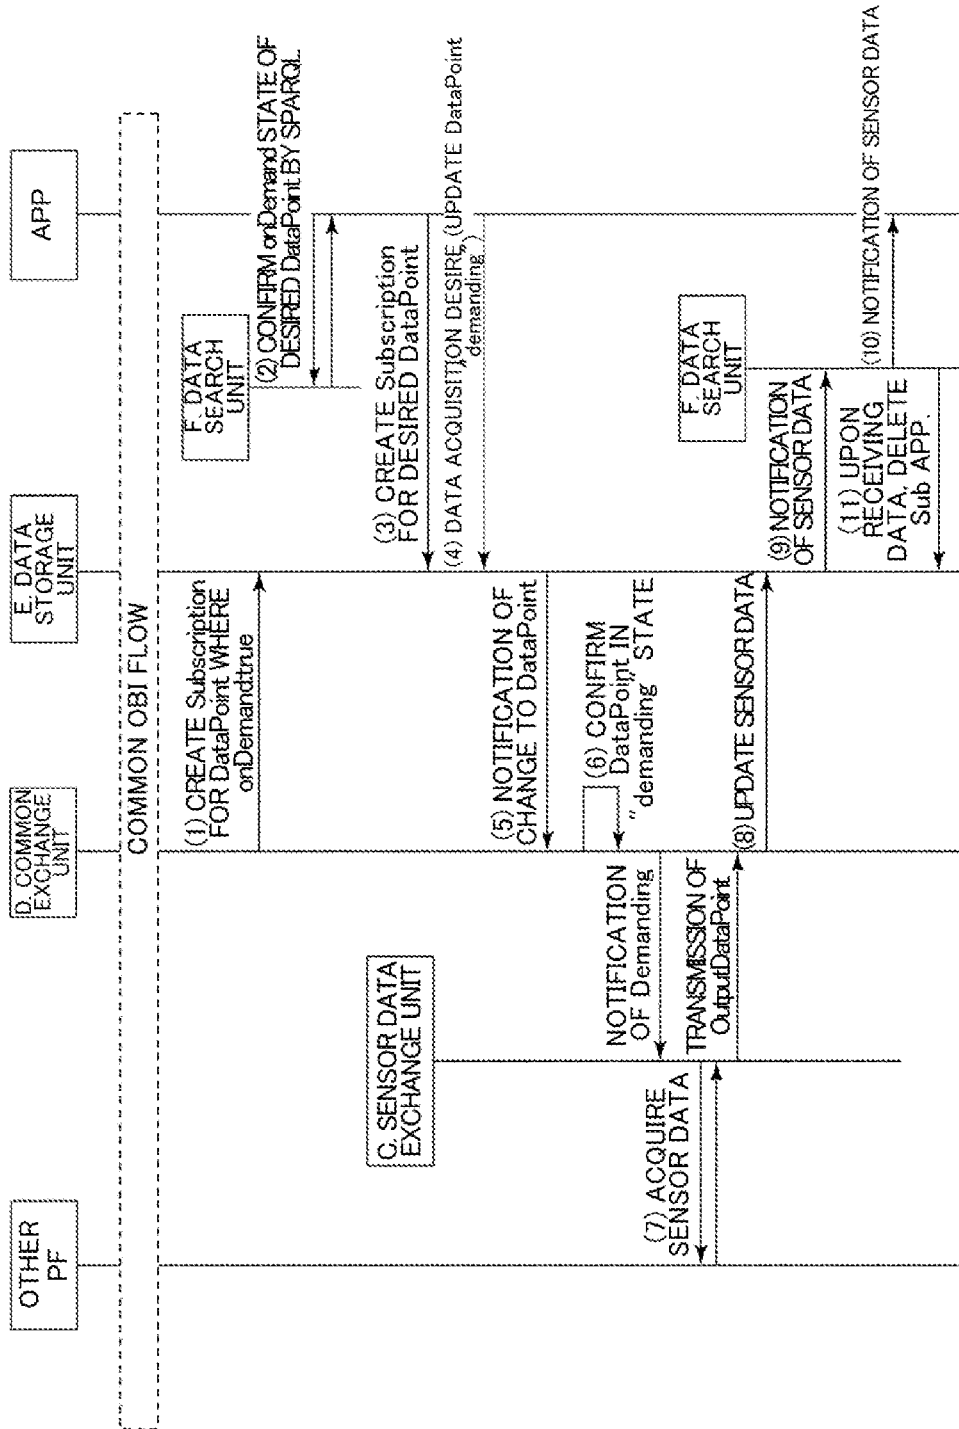 OTHER
PF
D. COMMON
EXCHANGE
UNIT
E. DATA
STORAGE
UNIT
APP
COMMON OBI FLOW
(1) CREATE Subscription
FOR DataPoint WHERE
onDemand:true
F. DATA
SEARCH
UNIT
(2) CONFIRM onDemand STATE OF
DESIRED DataPoint BY SPARQL
C. SENSOR DATA
EXCHANGE UNIT
(3) CREATE Subscription
FOR DESIRED DataPoint
(4) DATA ACQUISITION DESIRE (UPDATE DataPoint
"demanding")
(5) NOTIFICATION OF
CHANGE TO DataPoint
(6) CONFIRM
DataPoint IN
"demanding" STATE
NOTIFICATION
OF Demanding
(7) ACQUIRE
SENSOR DATA
TRANSMISSION OF
OutputDataPoint
(8) UPDATE SENSOR DATA
F. DATA
SEARCH
UNIT
(9) NOTIFICATION
OF SENSOR DATA
(10) NOTIFICATION OF SENSOR DATA
(11) UPON
RECEIVING
DATA, DELETE
Sub APP.